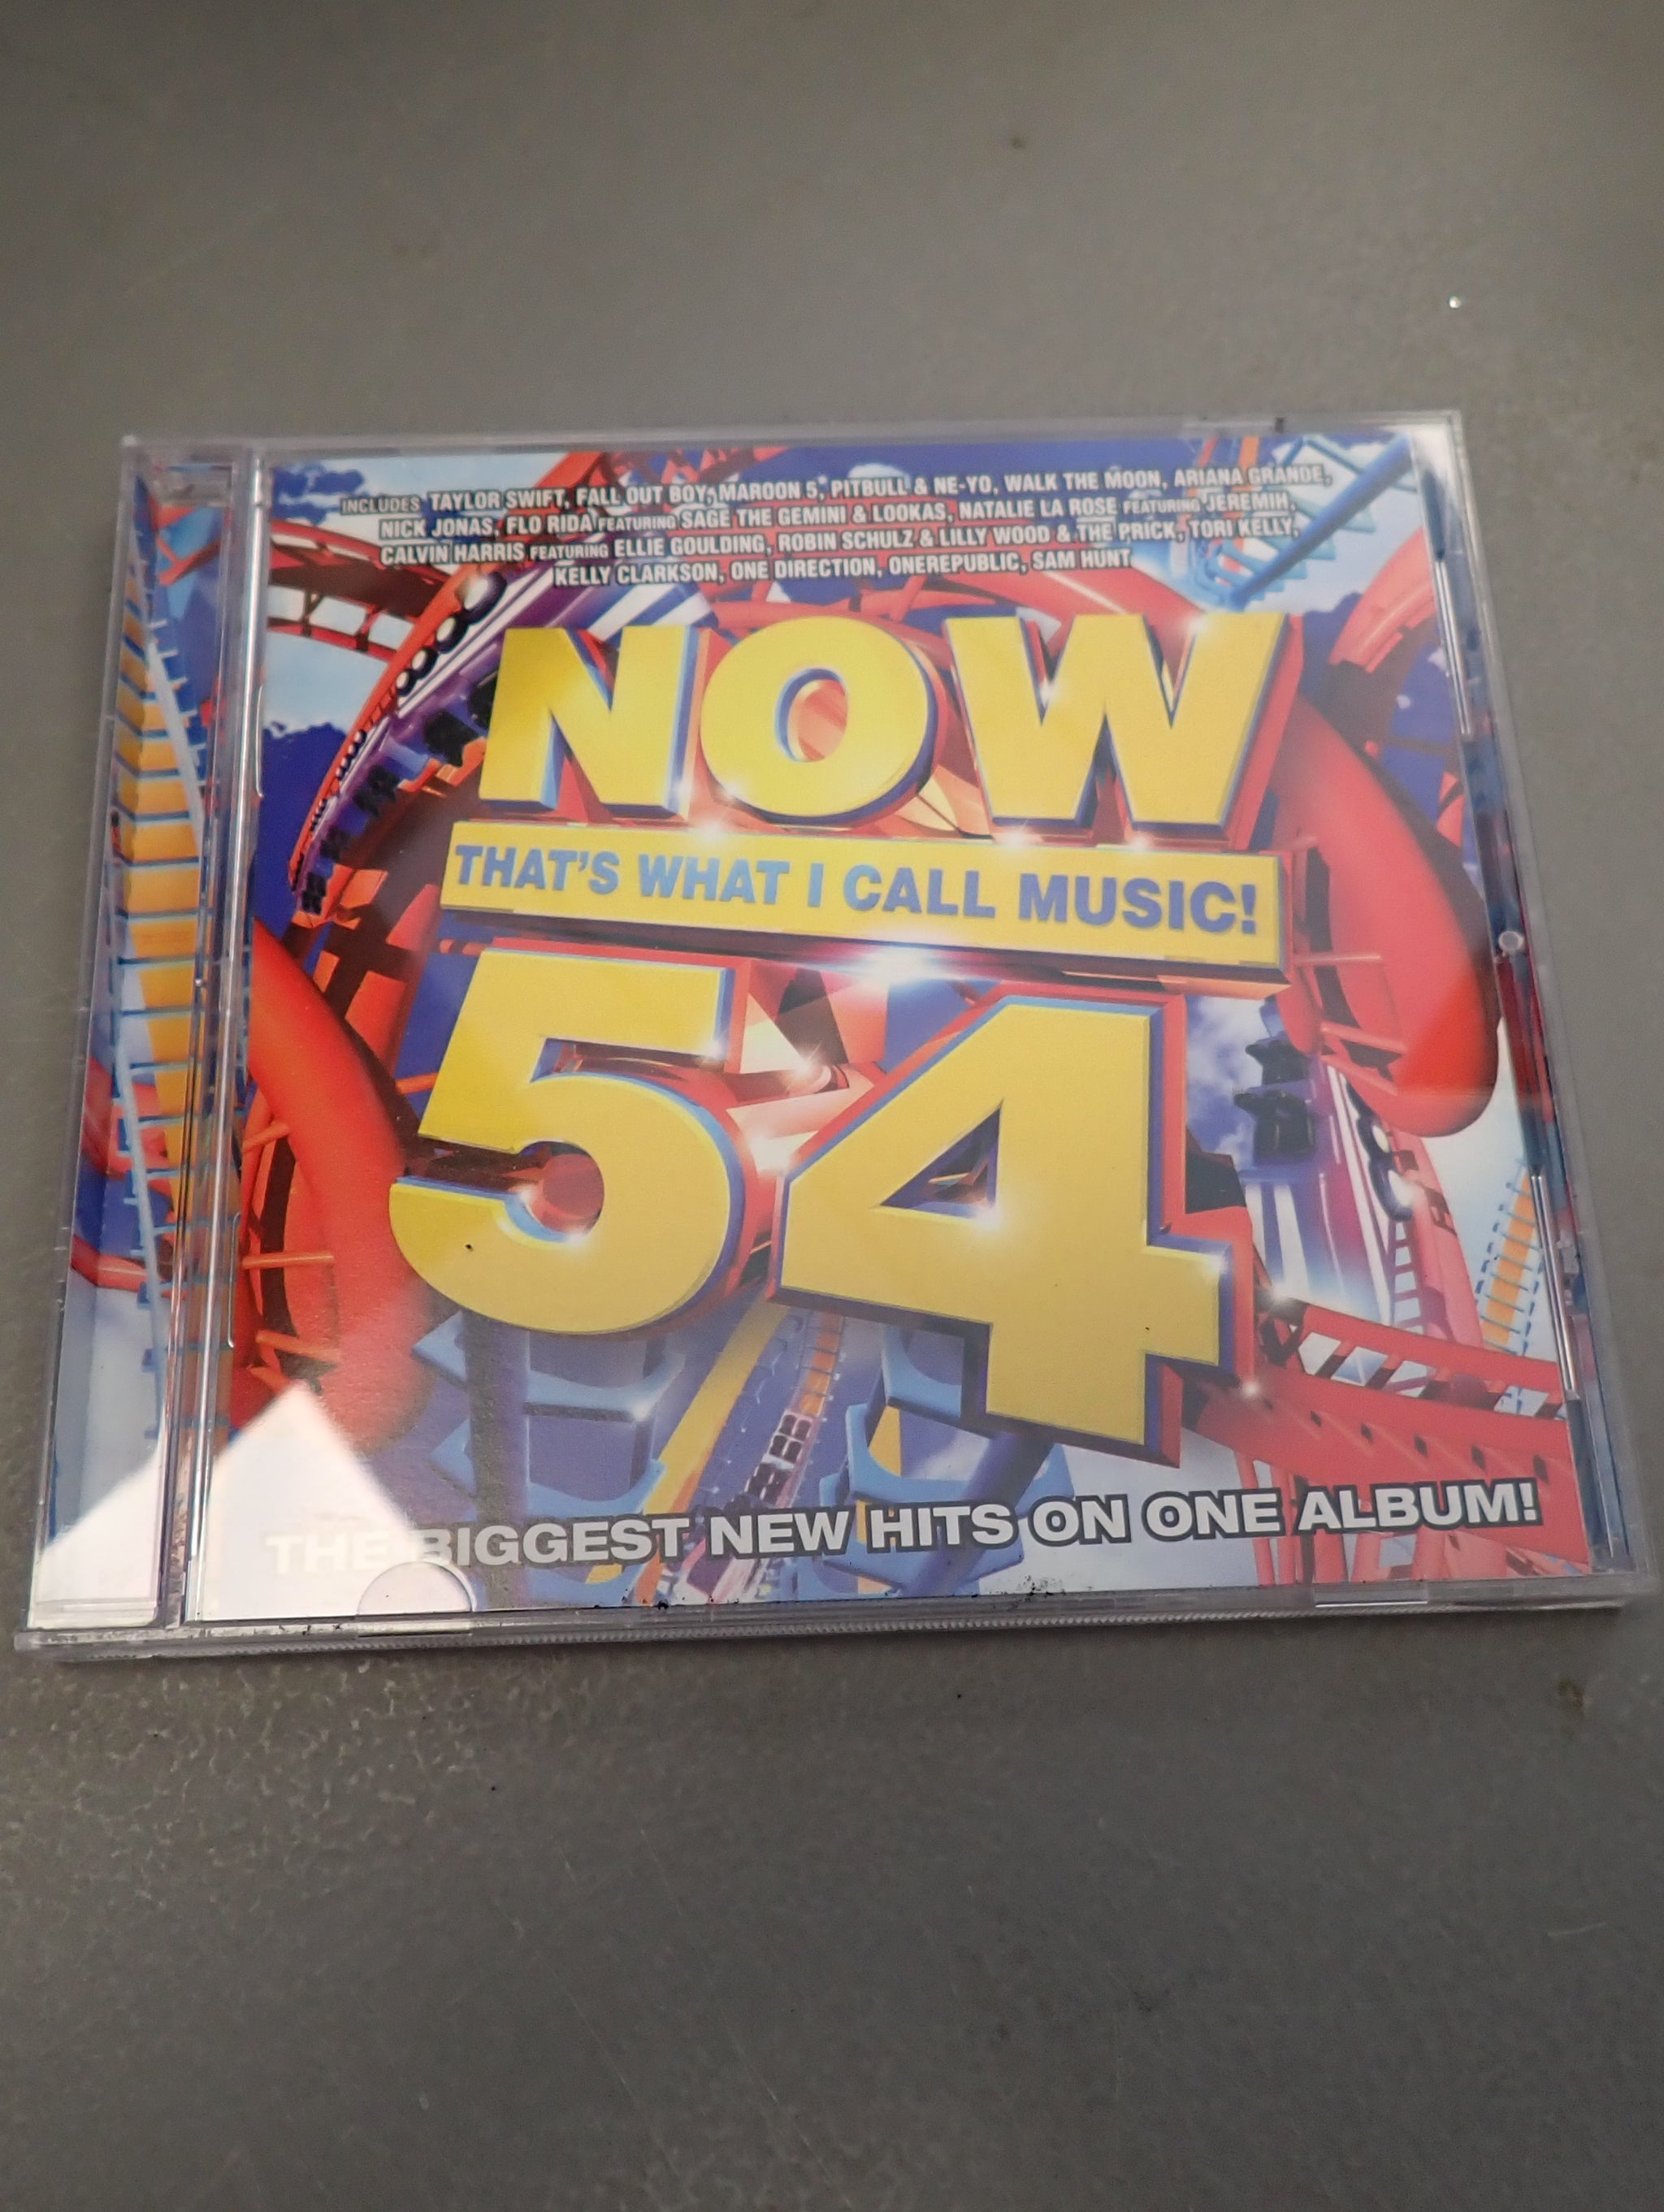 INCLUDES TAYLOR SWIFT, FALL OUT BOY, MAROON 5, PITBULL & NE-YO, WALK THE MOON, ARIANA GRANDE,
NICK JONAS, FLO RIDA FEATURING SAGE THE GEMINI & LOOKAS, NATALIE LA ROSE FEATURING JEREMIH,
CALVIN HARRIS FEATURING ELLIE GOULDING, ROBIN SCHULZ & LILLY WOOD & THE PRICK, TORI KELLY,
KELLY CLARKSON, ONE DIRECTION, ONEREPUBLIC, SAM HUNT
NOW
THAT'S WHAT I CALL MUSIC!
54
THE BIGGEST NEW HITS ON ONE ALBUM!